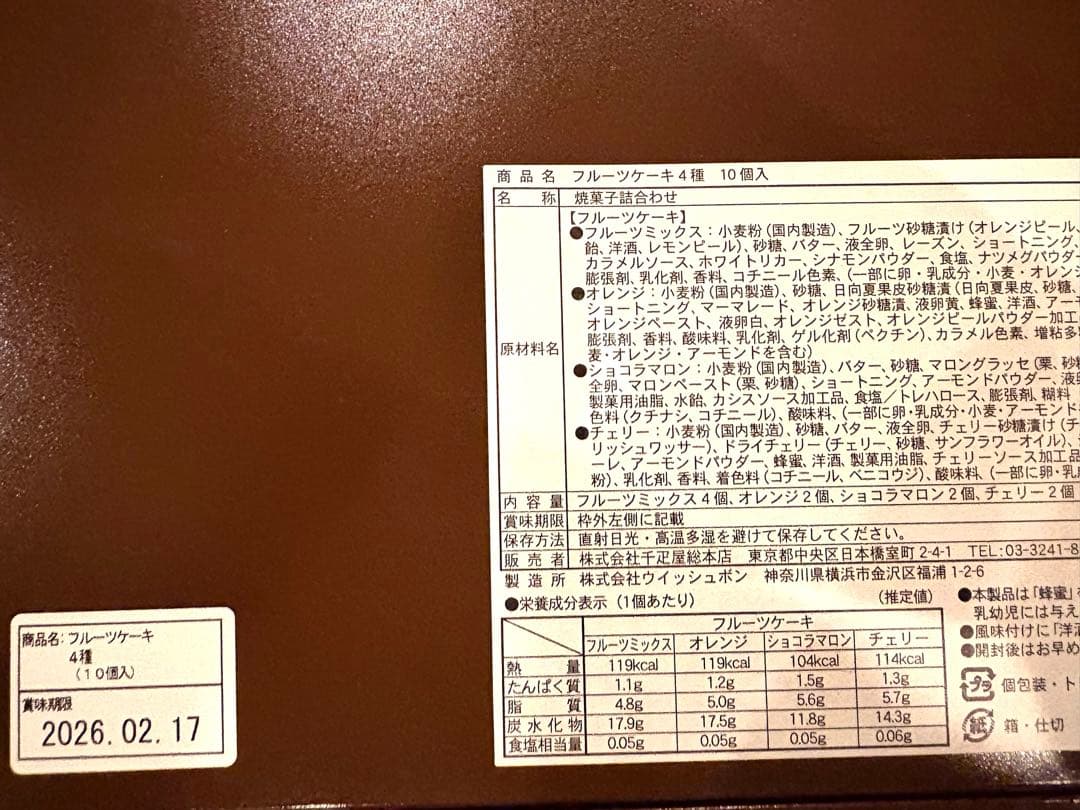 商品名 フルーツケーキ4種 10個入
名称 焼菓子詰合わせ
原材料名
【フルーツケーキ】
●フルーツミックス：小麦粉（国内製造）、フルーツ砂糖漬け（オレンジピール、
飴、洋酒、レモンピール）、砂糖、バター、液全卵、レーズン、ショートニング、
カラメルソース、ホワイトリカー、シナモンパウダー、食塩、ナツメグパウダー
膨張剤、乳化剤、香料、コチニール色素、（一部に卵・乳成分・小麦・オレンジ
●オレンジ：小麦粉（国内製造）、砂糖、日向夏果皮砂糖漬（日向夏果皮、砂糖、
ショートニング、マーマレード、オレンジ砂糖漬、液卵黄、蜂蜜、洋酒、アーモ
オレンジペースト、液卵白、オレンジゼスト、オレンジピールパウダー加工
膨張剤、香料、酸味料、乳化剤、ゲル化剤（ペクチン）、カラメル色素、増粘多
麦・オレンジ・アーモンドを含む）
●ショコラマロン：小麦粉（国内製造）、バター、砂糖、マロングラッセ（栗、砂糖
全卵、マロンペースト（栗、砂糖）、ショートニング、アーモンドパウダー、液卵
製菓用油脂、水飴、カシスソース加工品、食塩／トレハロース、膨張剤、糊料
色料（クチナシ、コチニール）、酸味料、（一部に卵・乳成分・小麦・アーモンド
●チェリー：小麦粉（国内製造）、砂糖、バター、液全卵、チェリー砂糖漬け（チ
リッシュワッサー）、ドライチェリー（チェリー、砂糖、サンフラワーオイル）、
ーレ、アーモンドパウダー、蜂蜜、洋酒、製菓用油脂、チェリーソース加工品
粉）、乳化剤、香料、着色料（コチニール、ベニコウジ）、酸味料、（一部に卵・乳成
内容量 フルーツミックス4個、オレンジ2個、ショコラマロン2個、チェリー2個
賞味期限 枠外左側に記載
保存方法 直射日光・高温多湿を避けて保存してください。
販売者 株式会社千疋屋総本店 東京都中央区日本橋室町2-4-1 TEL:03-3241-8
製造所 株式会社ウイッシュボン 神奈川県横浜市金沢区福浦1-2-6
●栄養成分表示（1個あたり） （推定値）
フルーツケーキ
フルーツミックス オレンジ ショコラマロン チェリー
熱量 119kcal 119kcal 104kcal 114kcal
たんぱく質 1.1g 1.2g 1.5g 1.3g
脂質 4.8g 5.0g 5.6g 5.7g
炭水化物 17.9g 17.5g 11.8g 14.3g
食塩相当量 0.05g 0.05g 0.05g 0.06g
●本製品は「蜂蜜」を
乳幼児には与え
●風味付けに「洋酒
●開封後はお早め
プラ 個包装・ト
紙 箱・仕切
商品名：フルーツケーキ
4種
（10個入）
賞味期限
2026.02.17